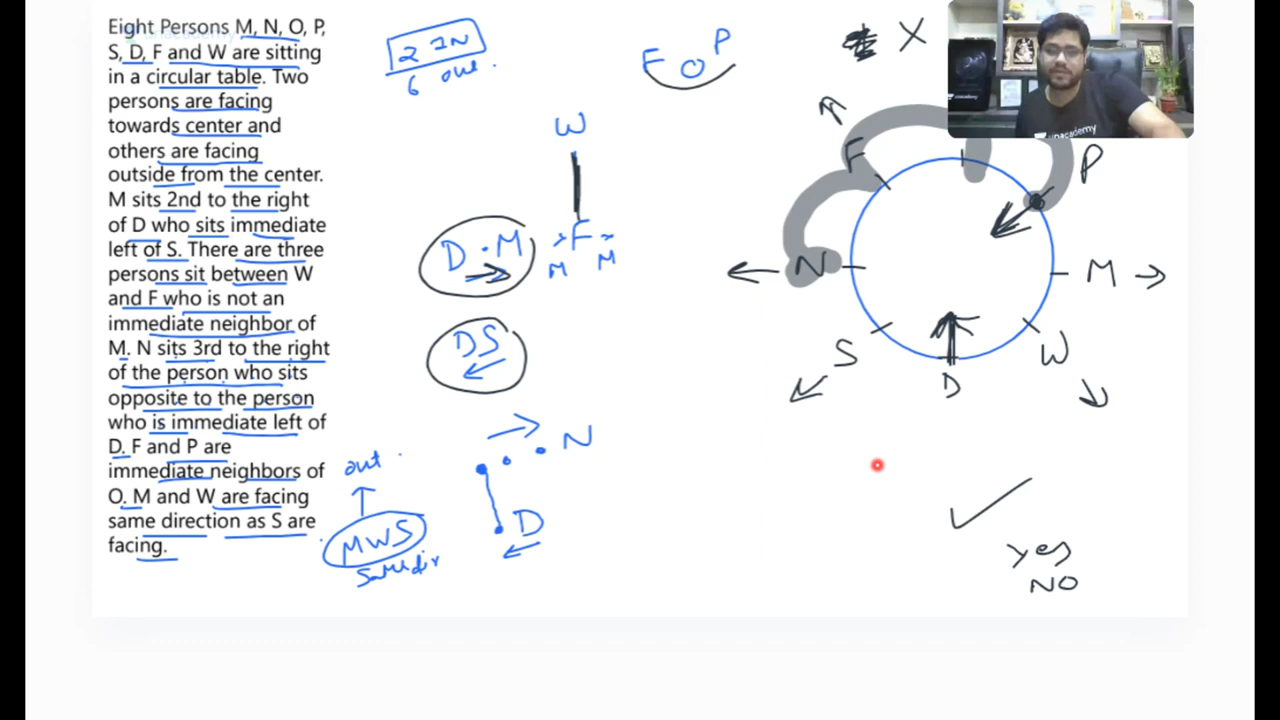 Eight Persons M, N, O, P,
S, D, F and W are sitting
in a circular table. Two
persons are facing
towards center and
others are facing
outside from the center.
M sits 2nd to the right
of D who sits immediate
left of S. There are three
persons sit between W
and F who is not an
immediate neighbor of
M. N sits 3rd to the right
of the person who sits
opposite to the person
who is immediate left of
D. F and P are
immediate neighbors of
O. M and W are facing
same direction as S are
facing.
2 IN
6 out.
F O P
W
F
M M
D . M
DS
N
D
out
MWS
Same dir
X
F
P
N
M
S
D
W
yes
NO
unacademy
unacademy